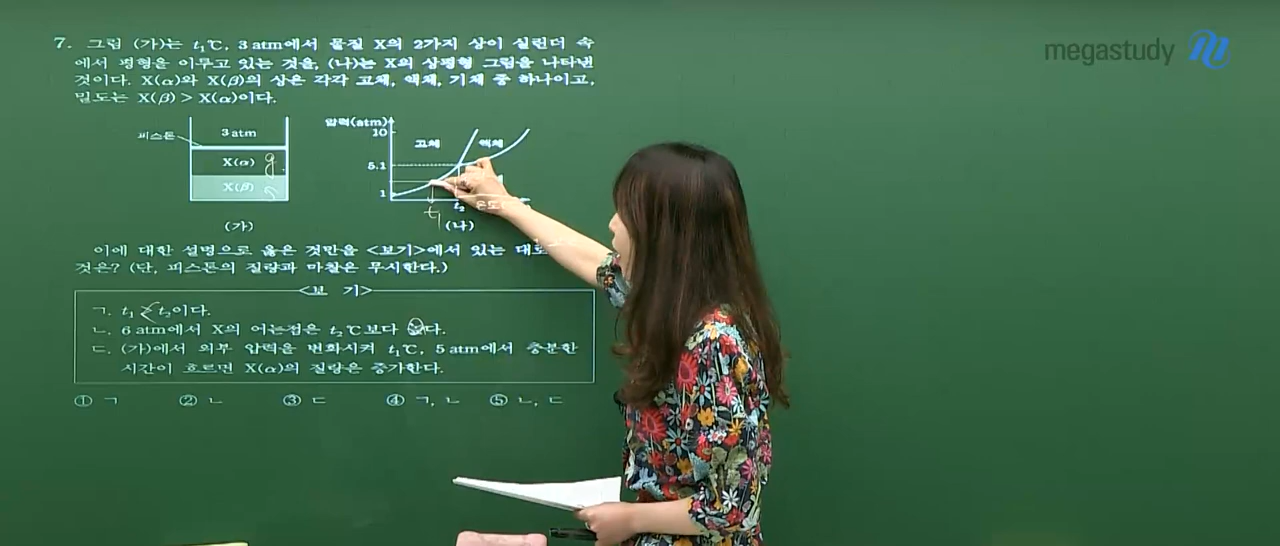 megastudy
7. 그림 (가)는 t₁℃, 3 atm에서 물질 X의 2가지 상이 실린더 속
에서 평형을 이루고 있는 것을, (나)는 X의 상평형 그림을 나타낸
것이다. X(α)와 X(β)의 상은 각각 고체, 액체, 기체 중 하나이고,
밀도는 X(β) > X(α)이다.
피스톤
3 atm
X(α) g
X(β)
(가)
압력(atm)
10
고체 액체
5.1
1
t₁ t₂ 온도
(나)
이에 대한 설명으로 옳은 것만을 <보기>에서 있는 대로
것은? (단, 피스톤의 질량과 마찰은 무시한다.)
<보 기>
ㄱ. t₁ > t₂이다.
ㄴ. 6 atm에서 X의 어는점은 t₂℃보다 높다.
ㄷ. (가)에서 외부 압력을 변화시켜 t₁℃, 5 atm에서 충분한
시간이 흐르면 X(α)의 질량은 증가한다.
① ㄱ ② ㄴ ③ ㄷ ④ ㄱ, ㄴ ⑤ ㄴ, ㄷ